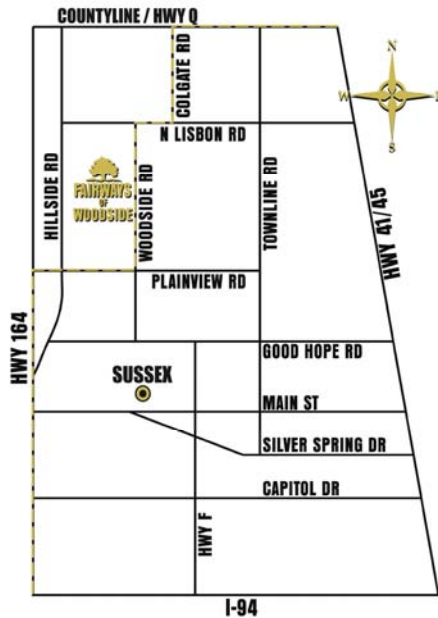 COUNTYLINE / HWY Q
COLGATE RD
N
W
E
S
N LISBON RD
HILLSIDE RD
FAIRWAYS
OF
WOODSIDE
WOODSIDE RD
TOWNLINE RD
HWY 41/45
PLAINVIEW RD
HWY 164
GOOD HOPE RD
SUSSEX
MAIN ST
SILVER SPRING DR
CAPITOL DR
HWY F
I-94